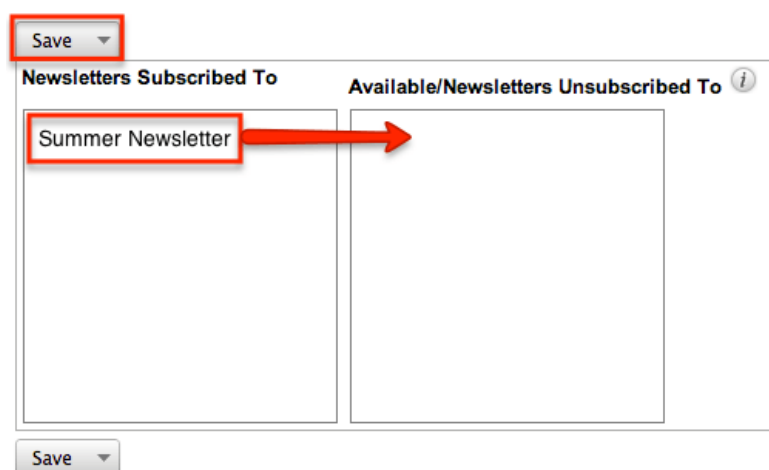 Save
Newsletters Subscribed To
Available/Newsletters Unsubscribed To i
Summer Newsletter
Save